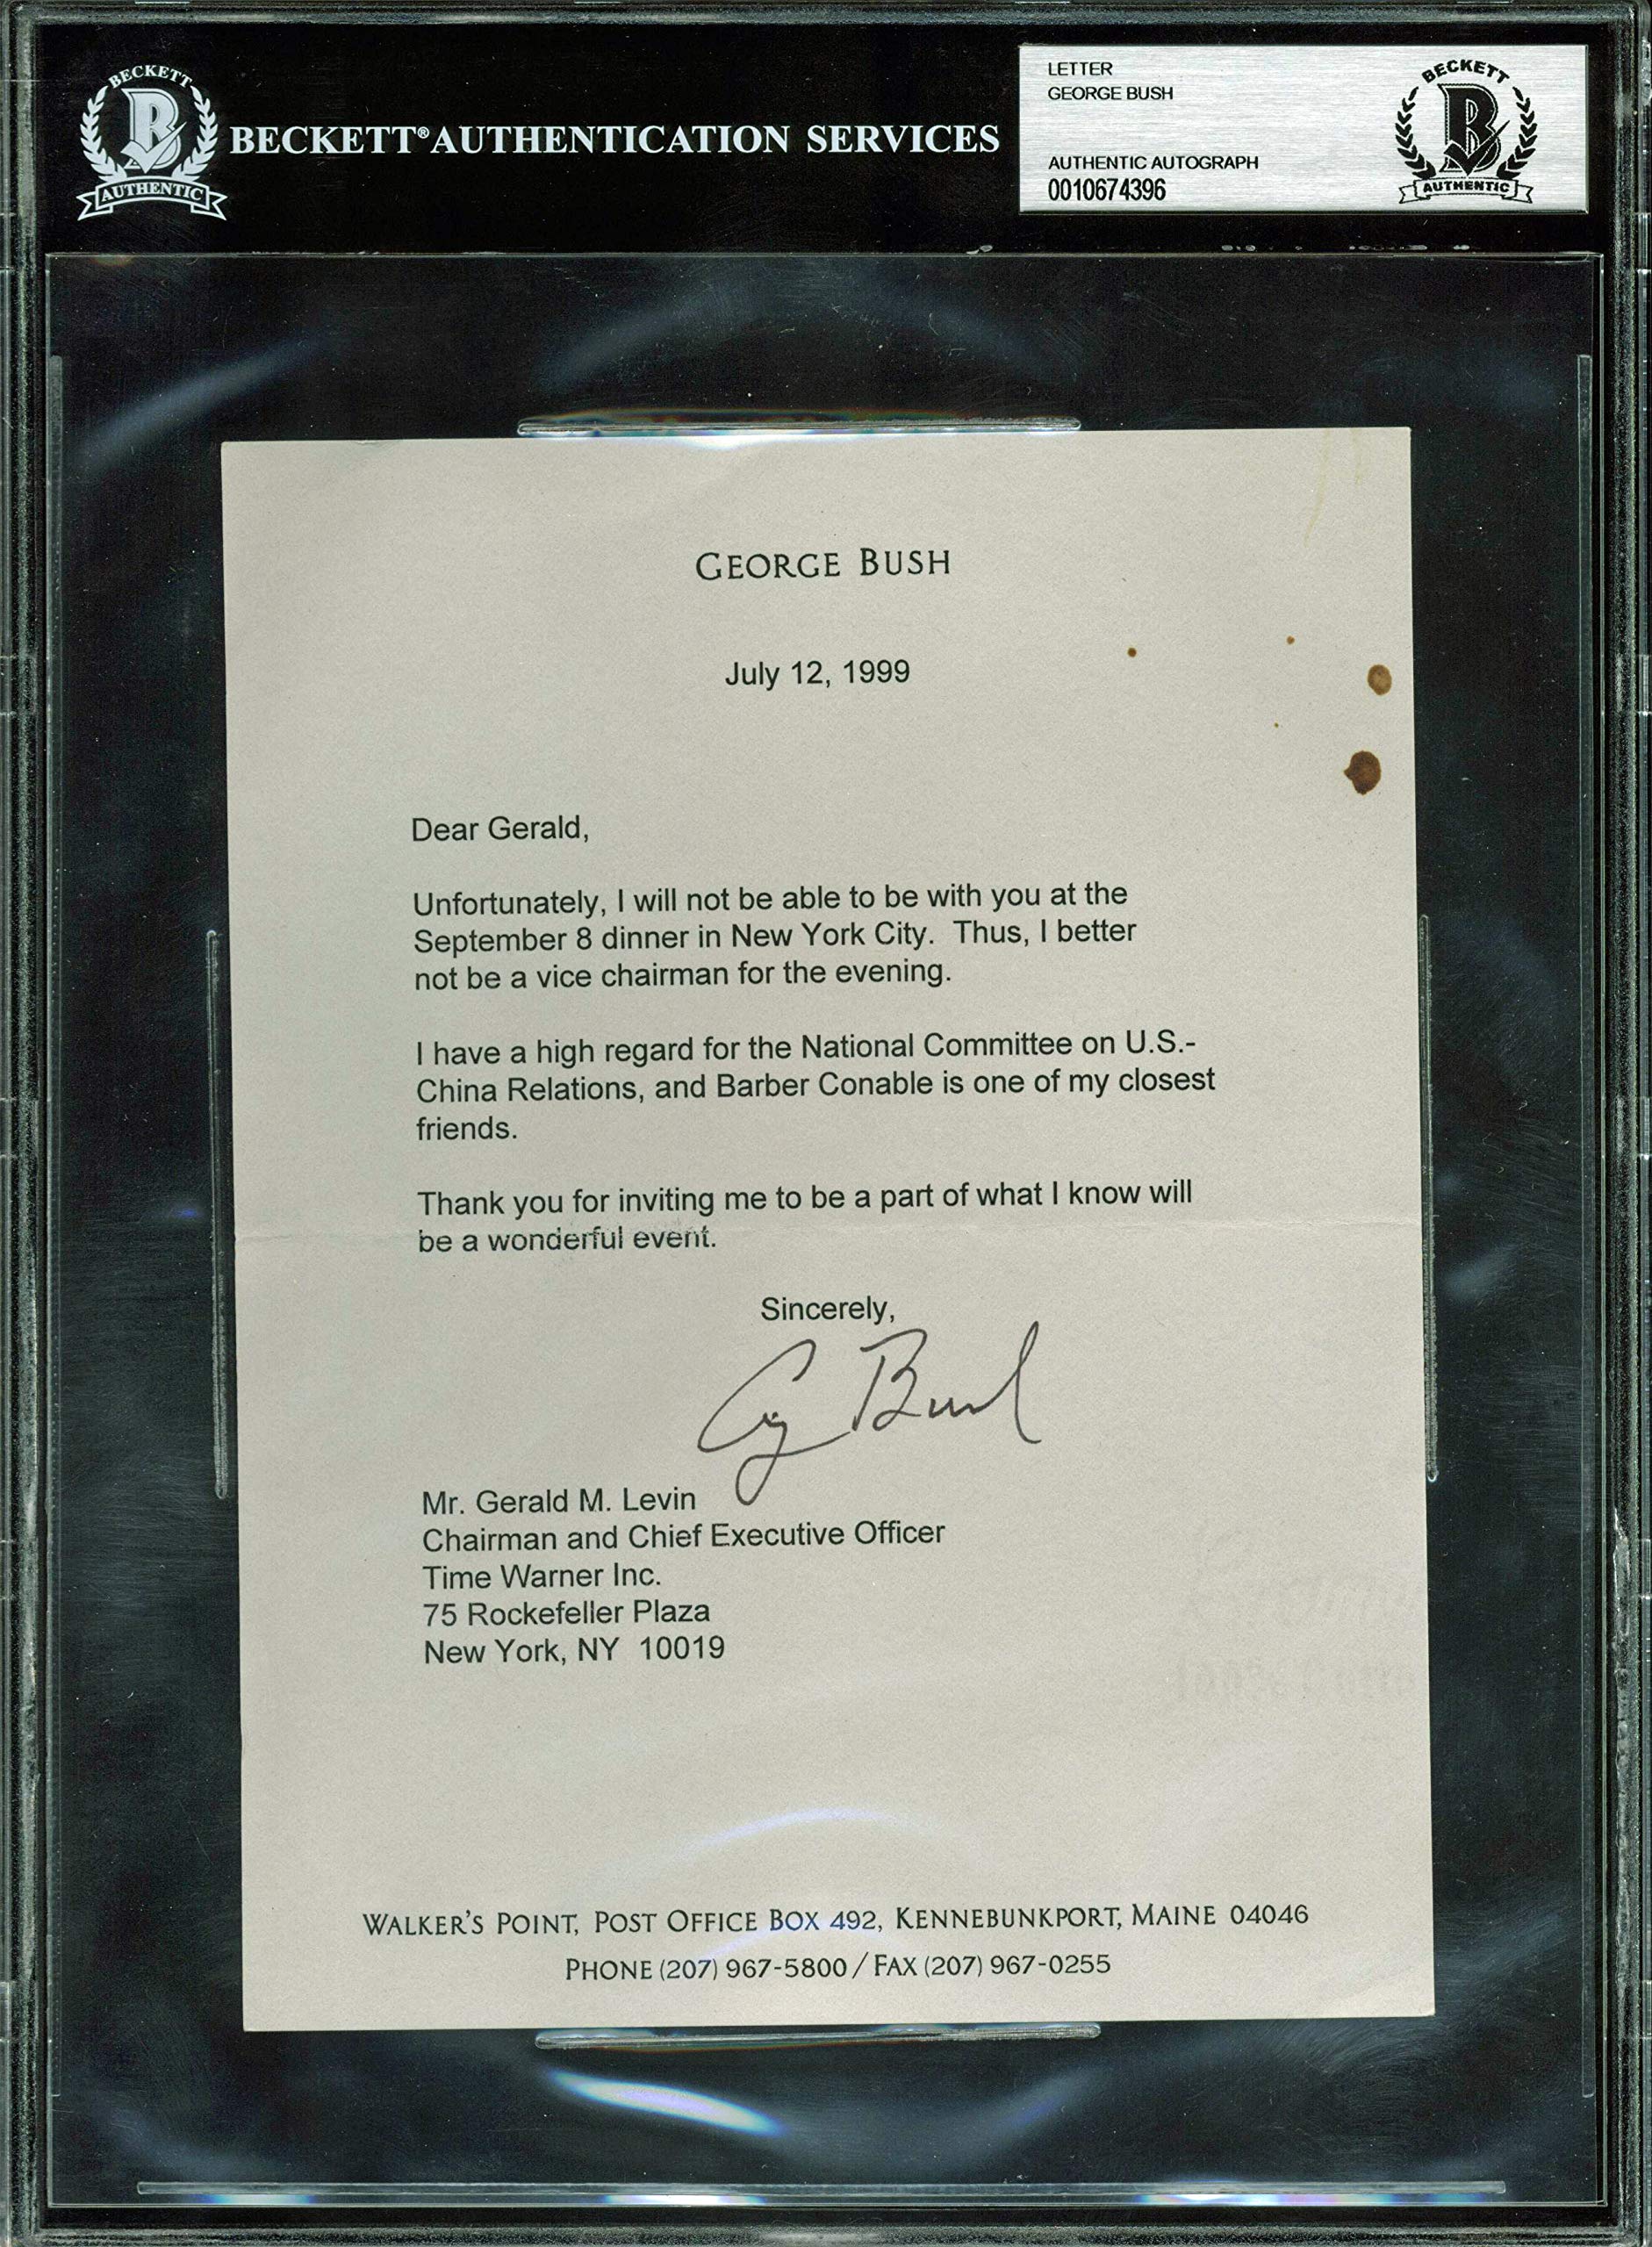 BECKETT
B
AUTHENTIC
BECKETT® AUTHENTICATION SERVICES
LETTER
GEORGE BUSH
AUTHENTIC AUTOGRAPH
0010674396
BECKETT
B
AUTHENTIC
GEORGE BUSH
July 12, 1999
Dear Gerald,
Unfortunately, I will not be able to be with you at the
September 8 dinner in New York City.  Thus, I better
not be a vice chairman for the evening.
I have a high regard for the National Committee on U.S.-
China Relations, and Barber Conable is one of my closest
friends.
Thank you for inviting me to be a part of what I know will
be a wonderful event.
Sincerely,
G Bush
Mr. Gerald M. Levin
Chairman and Chief Executive Officer
Time Warner Inc.
75 Rockefeller Plaza
New York, NY  10019
WALKER'S POINT, POST OFFICE BOX 492, KENNEBUNKPORT, MAINE 04046
PHONE (207) 967-5800 / FAX (207) 967-0255